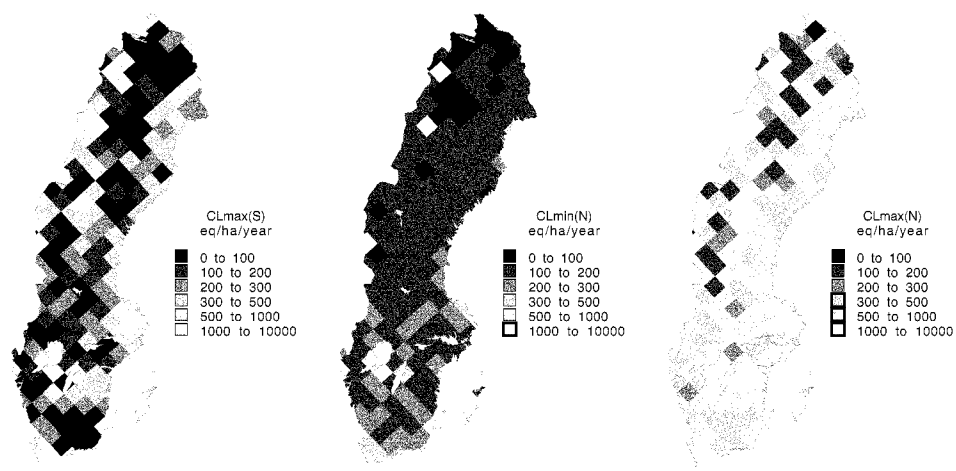 CLmax(S)
eq/ha/year
0 to 100
100 to 200
200 to 300
300 to 500
500 to 1000
1000 to 10000
CLmin(N)
eq/ha/year
0 to 100
100 to 200
200 to 300
300 to 500
500 to 1000
1000 to 10000
CLmax(N)
eq/ha/year
0 to 100
100 to 200
200 to 300
300 to 500
500 to 1000
1000 to 10000